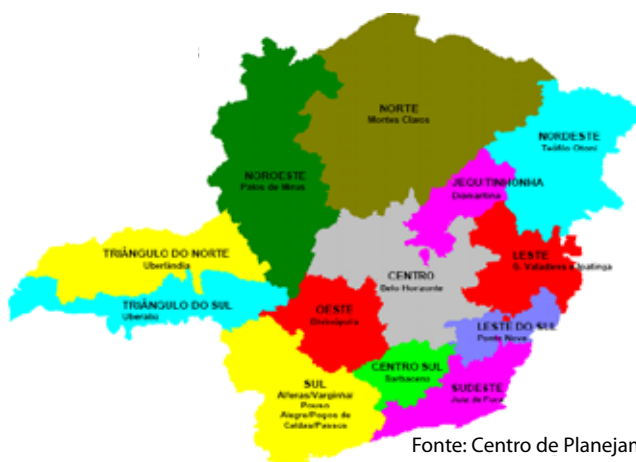 NORTE
Montes Claros
NORDESTE
Teófilo Otoni
NOROESTE
Patos de Minas
JEQUITINHONHA
Diamantina
TRIÂNGULO DO NORTE
Uberlândia
LESTE
G. Valadares e Ipatinga
CENTRO
Belo Horizonte
TRIÂNGULO DO SUL
Uberaba
OESTE
Divinópolis
LESTE DO SUL
Ponte Nova
CENTRO SUL
Barbacena
SUL
Alfenas/Varginha/
Pouso
Alegre/Poços de
Caldas/Passos
SUDESTE
Juiz de Fora
Fonte: Centro de Planejam